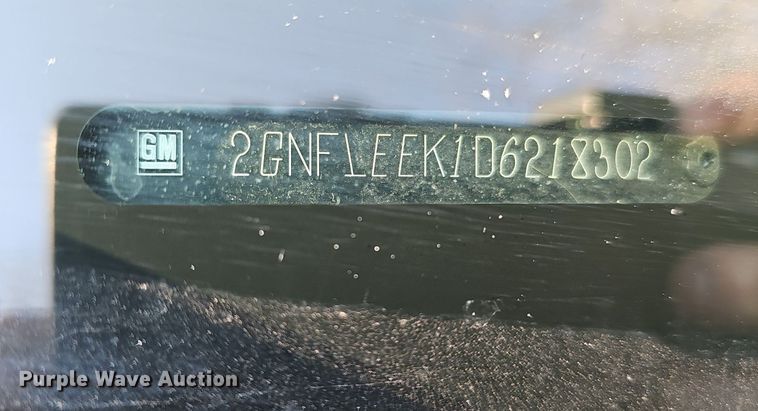 GM 2GNFLEEK1D6218302
Purple Wave Auction